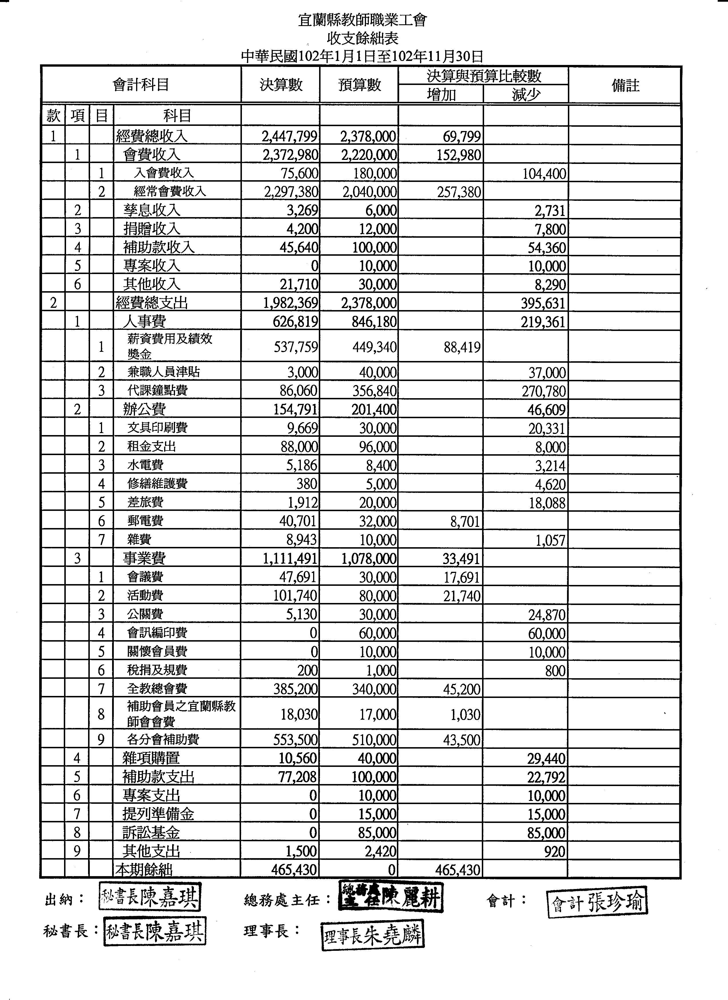 宜蘭縣教師職業工會
收支餘絀表
中華民國102年1月1日至102年11月30日
會計科目 決算數 預算數 決算與預算比較數 備註
增加 減少
款 項 目 科目
1 經費總收入 2,447,799 2,378,000 69,799
1 會費收入 2,372,980 2,220,000 152,980
1 入會費收入 75,600 180,000 104,400
2 經常會費收入 2,297,380 2,040,000 257,380
2 孳息收入 3,269 6,000 2,731
3 捐贈收入 4,200 12,000 7,800
4 補助款收入 45,640 100,000 54,360
5 專案收入 0 10,000 10,000
6 其他收入 21,710 30,000 8,290
2 經費總支出 1,982,369 2,378,000 395,631
1 人事費 626,819 846,180 219,361
1 薪資費用及績效
獎金 537,759 449,340 88,419
2 兼職人員津貼 3,000 40,000 37,000
3 代課鐘點費 86,060 356,840 270,780
2 辦公費 154,791 201,400 46,609
1 文具印刷費 9,669 30,000 20,331
2 租金支出 88,000 96,000 8,000
3 水電費 5,186 8,400 3,214
4 修繕維護費 380 5,000 4,620
5 差旅費 1,912 20,000 18,088
6 郵電費 40,701 32,000 8,701
7 雜費 8,943 10,000 1,057
3 事業費 1,111,491 1,078,000 33,491
1 會議費 47,691 30,000 17,691
2 活動費 101,740 80,000 21,740
3 公關費 5,130 30,000 24,870
4 會訊編印費 0 60,000 60,000
5 關懷會員費 0 10,000 10,000
6 稅捐及規費 200 1,000 800
7 全教總會費 385,200 340,000 45,200
8 補助會員之宜蘭縣教
師會會費 18,030 17,000 1,030
9 各分會補助費 553,500 510,000 43,500
4 雜項購置 10,560 40,000 29,440
5 補助款支出 77,208 100,000 22,792
6 專案支出 0 10,000 10,000
7 提列準備金 0 15,000 15,000
8 訴訟基金 0 85,000 85,000
9 其他支出 1,500 2,420 920
本期餘絀 465,430 0 465,430
出納： 秘書長陳嘉琪 總務處主任： 總務處主任陳麗耕 會計： 會計張珍瑜
秘書長： 秘書長陳嘉琪 理事長： 理事長朱堯麟